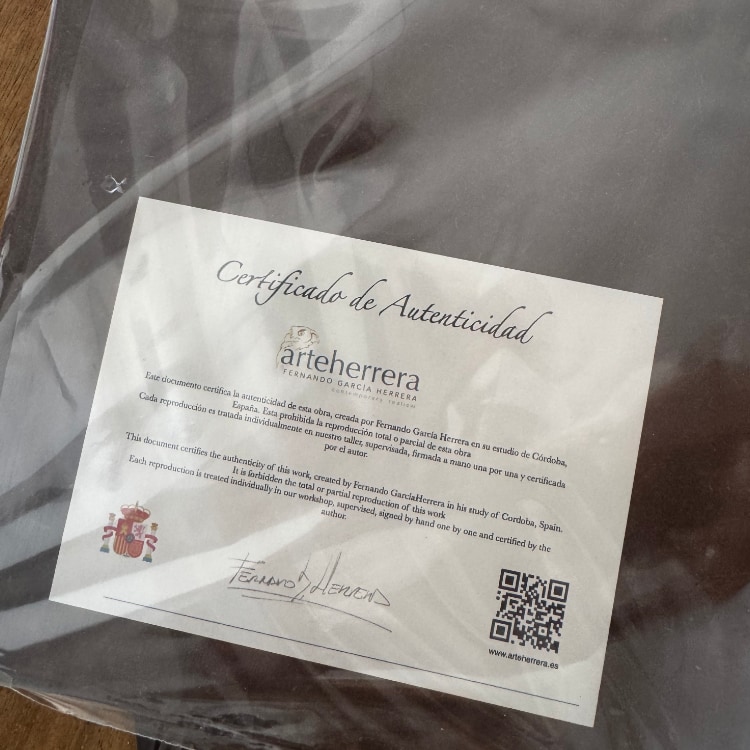 Certificado de Autenticidad
arteherrera
FERNANDO GARCÍA HERRERA
contemporary realism
Este documento certifica la autenticidad de esta obra, creada por Fernando García Herrera en su estudio de Córdoba,
España. Esta prohibida la reproducción total o parcial de esta obra
Cada reproducción es tratada individualmente en nuestro taller, supervisada, firmada a mano una por una y certificada
por el autor.
This document certifies the authenticity of this work, created by Fernando GarcíaHerrera in his study of Cordoba, Spain.
It is forbidden the total or partial reproduction of this work
Each reproduction is treated individually in our workshop, supervised, signed by hand one by one and certified by the
author.
www.arteherrera.es